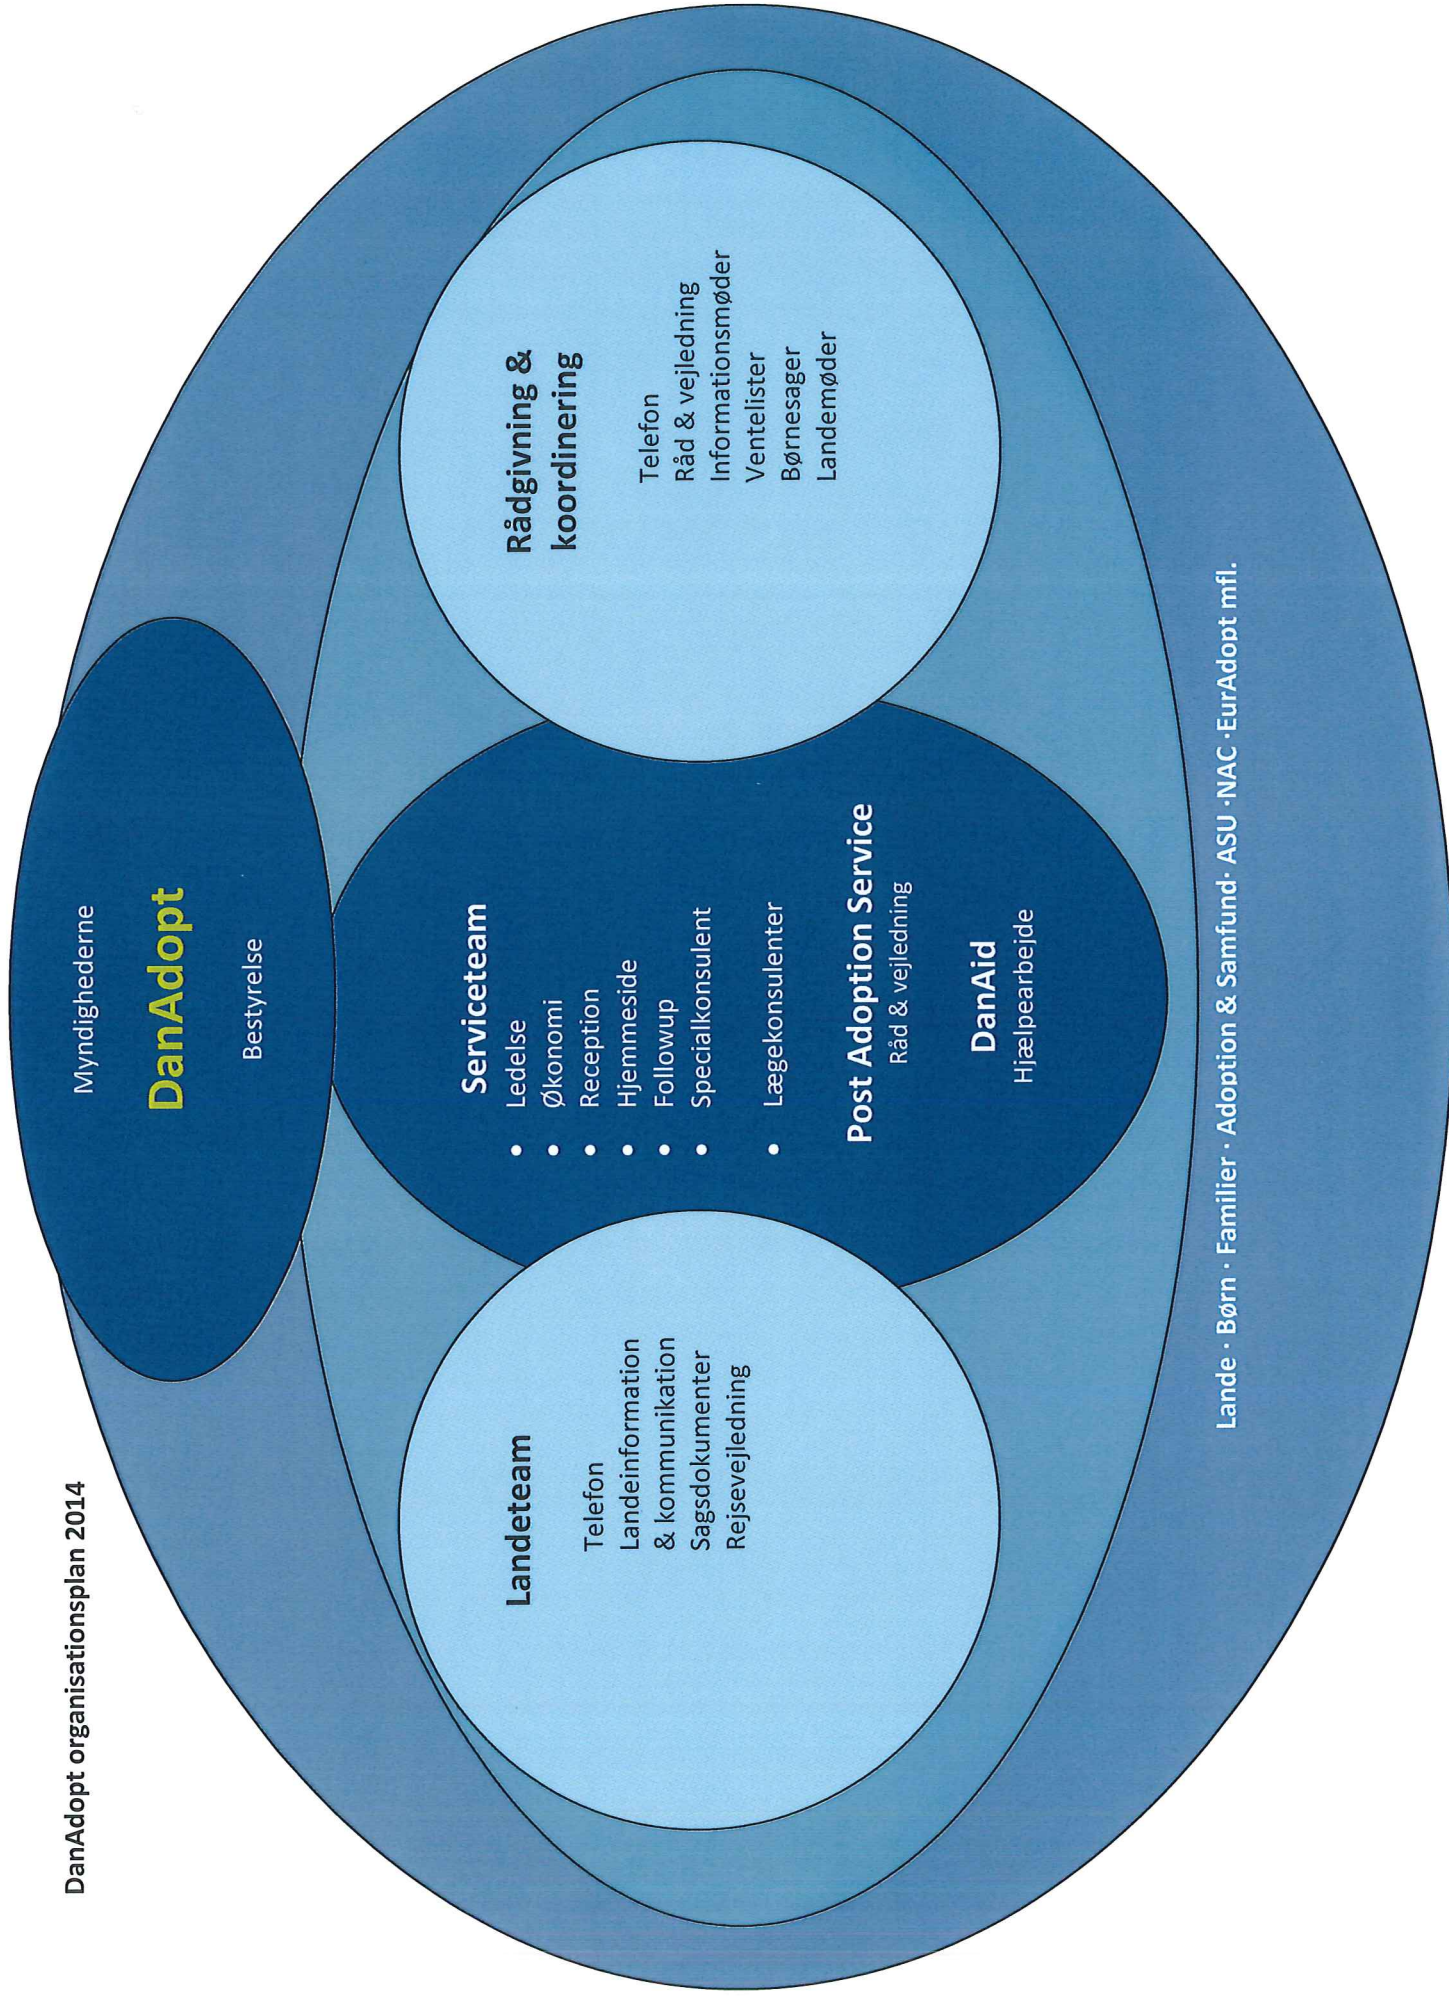 DanAdopt organisationsplan 2014
Myndighederne
DanAdopt
Bestyrelse
Landeteam
Telefon
Landeinformation
& kommunikation
Sagsdokumenter
Rejsevejledning
Serviceteam
• Ledelse
• Økonomi
• Reception
• Hjemmeside
• Followup
• Specialkonsulent
• Lægekonsulenter
Post Adoption Service
Råd & vejledning
DanAid
Hjælpearbejde
Rådgivning &
koordinering
Telefon
Råd & vejledning
Informationsmøder
Ventelister
Børnesager
Landemøder
Lande · Børn · Familier · Adoption & Samfund· ASU ·NAC ·EurAdopt mfl.